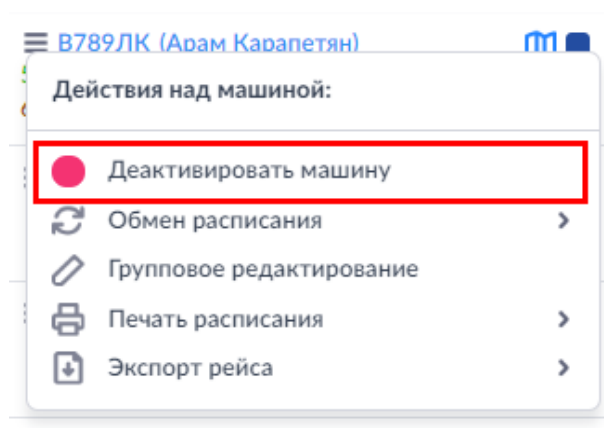 В789ЛК (Арам Карапетян)
Действия над машиной:
Деактивировать машину
Обмен расписания
Групповое редактирование
Печать расписания
Экспорт рейса